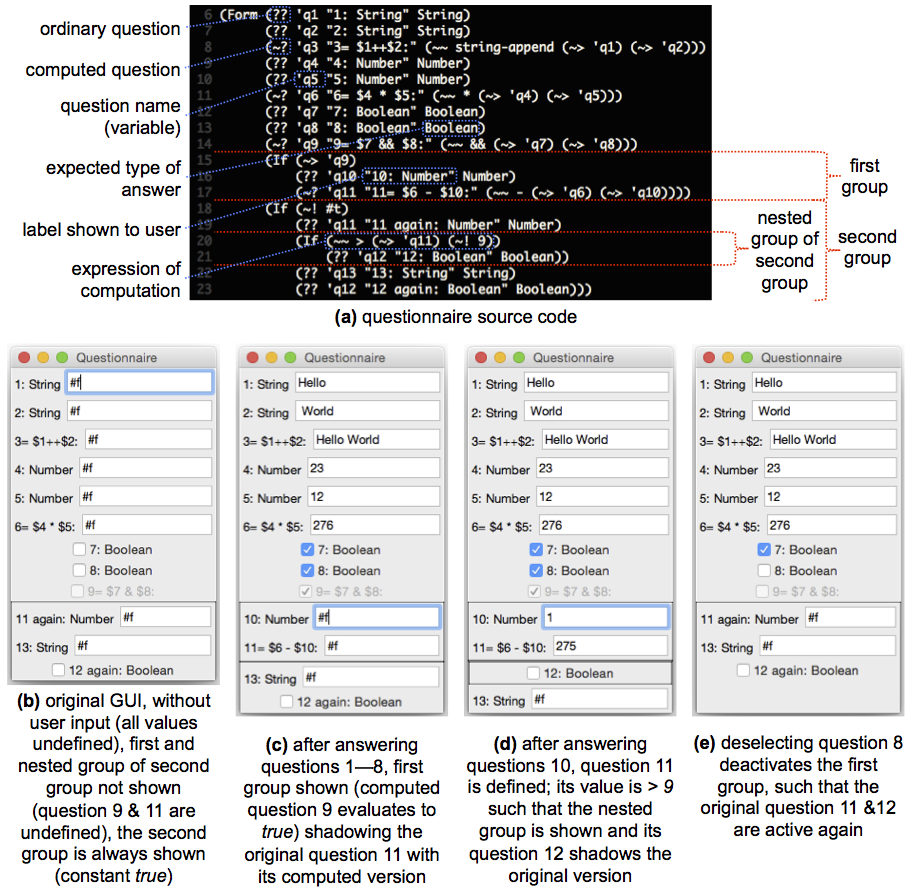 ordinary question
computed question
question name
(variable)
expected type of
answer
label shown to user
expression of
computation
6 (Form (?? 'q1 "1: String" String)
7 (?? 'q2 "2: String" String)
8 (~? 'q3 "3= $1++$2:" (~~ string-append (~> 'q1) (~> 'q2)))
9 (?? 'q4 "4: Number" Number)
10 (?? 'q5 "5: Number" Number)
11 (~? 'q6 "6= $4 * $5:" (~~ * (~> 'q4) (~> 'q5)))
12 (?? 'q7 "7: Boolean" Boolean)
13 (?? 'q8 "8: Boolean" Boolean)
14 (~? 'q9 "9= $7 && $8:" (~~ && (~> 'q7) (~> 'q8)))
15 (If (~> 'q9)
16 (?? 'q10 "10: Number" Number)
17 (~? 'q11 "11= $6 - $10:" (~~ - (~> 'q6) (~> 'q10))))
18 (If (~! #t)
19 (?? 'q11 "11 again: Number" Number)
20 (If (~~ > (~> 'q11) (~! 9))
21 (?? 'q12 "12: Boolean" Boolean))
22 (?? 'q13 "13: String" String)
23 (?? 'q12 "12 again: Boolean" Boolean)))
first
group
nested
group of
second
group
second
group
(a) questionnaire source code
Questionnaire
1: String #f
2: String #f
3= $1++$2: #f
4: Number #f
5: Number #f
6= $4 * $5: #f
7: Boolean
8: Boolean
9= $7 & $8:
11 again: Number #f
13: String #f
12 again: Boolean
(b) original GUI, without
user input (all values
undefined), first and
nested group of second
group not shown
(question 9 & 11 are
undefined), the second
group is always shown
(constant true)
Questionnaire
1: String Hello
2: String World
3= $1++$2: Hello World
4: Number 23
5: Number 12
6= $4 * $5: 276
7: Boolean
8: Boolean
9= $7 & $8:
10: Number #f
11= $6 - $10: #f
13: String #f
12 again: Boolean
(c) after answering
questions 1—8, first
group shown (computed
question 9 evaluates to
true) shadowing the
original question 11 with
its computed version
Questionnaire
1: String Hello
2: String World
3= $1++$2: Hello World
4: Number 23
5: Number 12
6= $4 * $5: 276
7: Boolean
8: Boolean
9= $7 & $8:
10: Number 1
11= $6 - $10: 275
12: Boolean
13: String #f
(d) after answering
questions 10, question 11
is defined; its value is > 9
such that the nested
group is shown and its
question 12 shadows the
original version
Questionnaire
1: String Hello
2: String World
3= $1++$2: Hello World
4: Number 23
5: Number 12
6= $4 * $5: 276
7: Boolean
8: Boolean
9= $7 & $8:
11 again: Number #f
13: String #f
12 again: Boolean
(e) deselecting question 8
deactivates the first
group, such that the
original question 11 &12
are active again